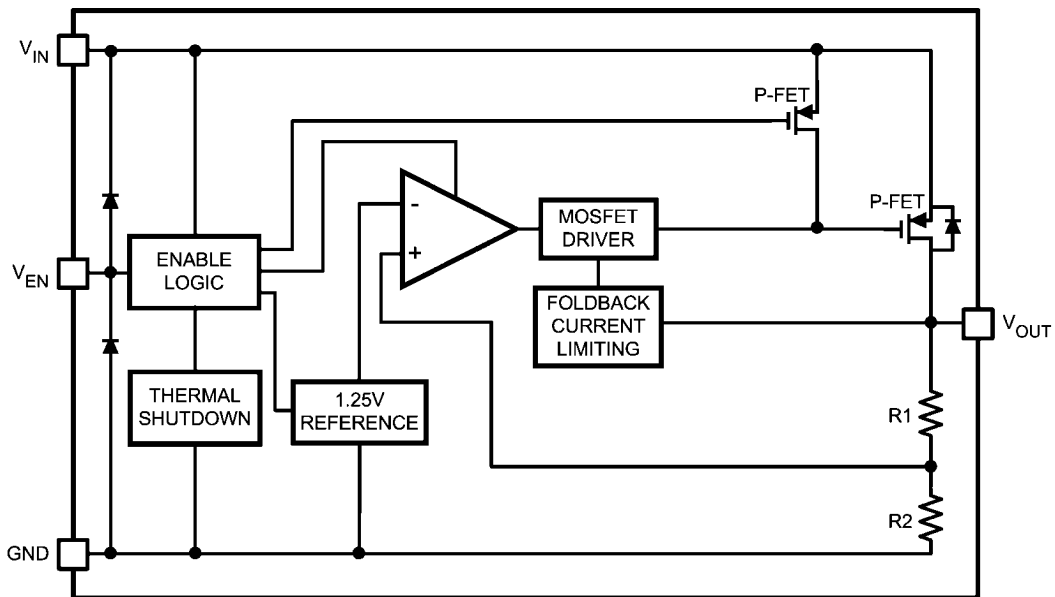 VIN
P-FET
P-FET
-
MOSFET
DRIVER
+
VEN
ENABLE
LOGIC
FOLDBACK
CURRENT
LIMITING
VOUT
THERMAL
SHUTDOWN
1.25V
REFERENCE
R1
R2
GND